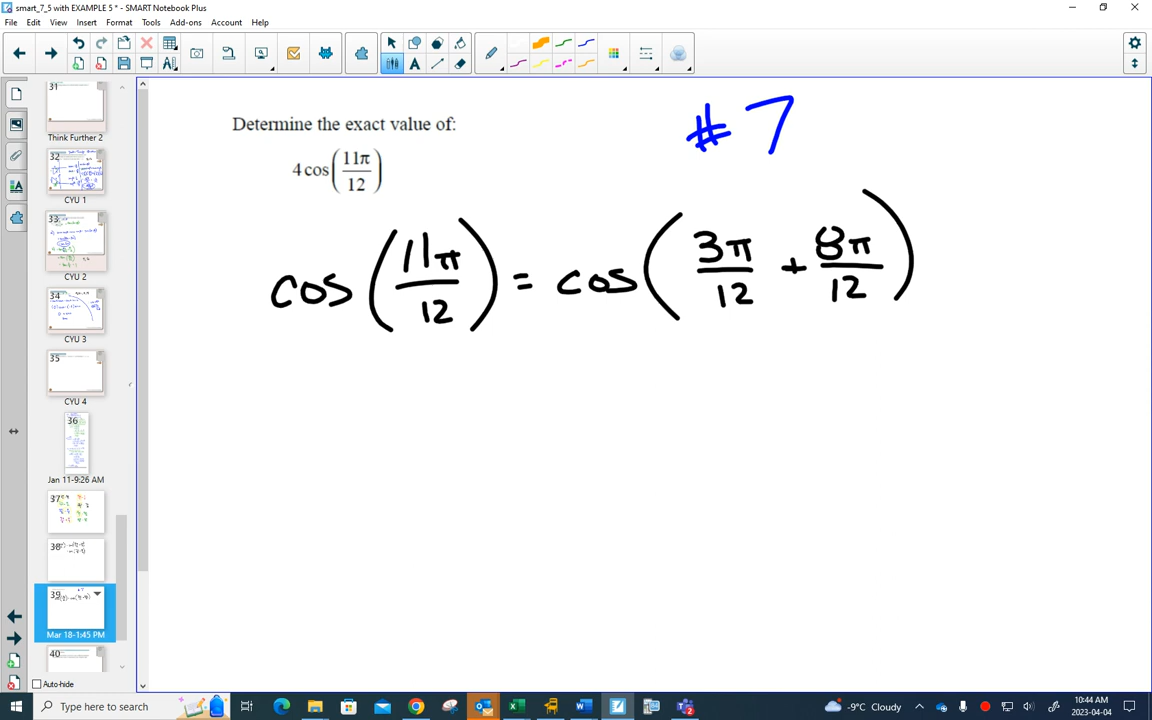 smart_7_5 with EXAMPLE 5 * - SMART Notebook Plus
File Edit View Insert Format Tools Add-ons Account Help
31
Think Further 2
32
CYU 1
33
CYU 2
34
CYU 3
35
CYU 4
36
Jan 11-9:26 AM
37
38
39
Mar 18-1:45 PM
40
Auto-hide
# 7
Determine the exact value of:
4 cos(11π/12)
cos(11π/12) = cos(3π/12 + 8π/12)
Type here to search
-9°C Cloudy
10:44 AM
2023-04-04